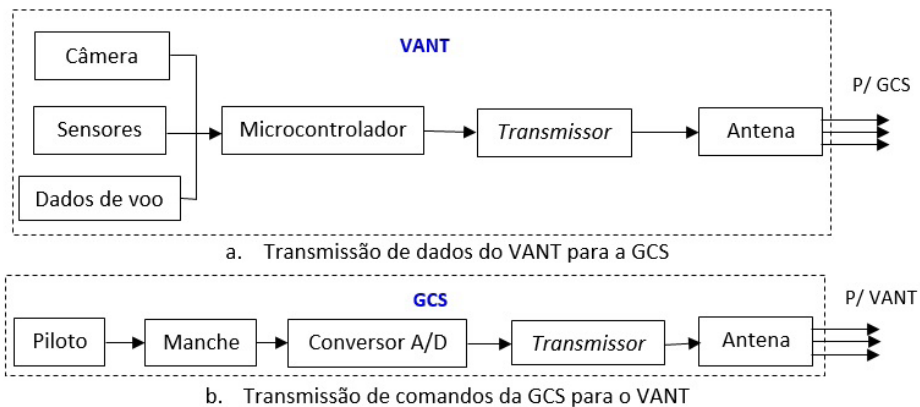 VANT
Câmera
Sensores
Dados de voo
Microcontrolador
Transmissor
Antena
P/ GCS
a. Transmissão de dados do VANT para a GCS
GCS
Piloto
Manche
Conversor A/D
Transmissor
Antena
P/ VANT
b. Transmissão de comandos da GCS para o VANT